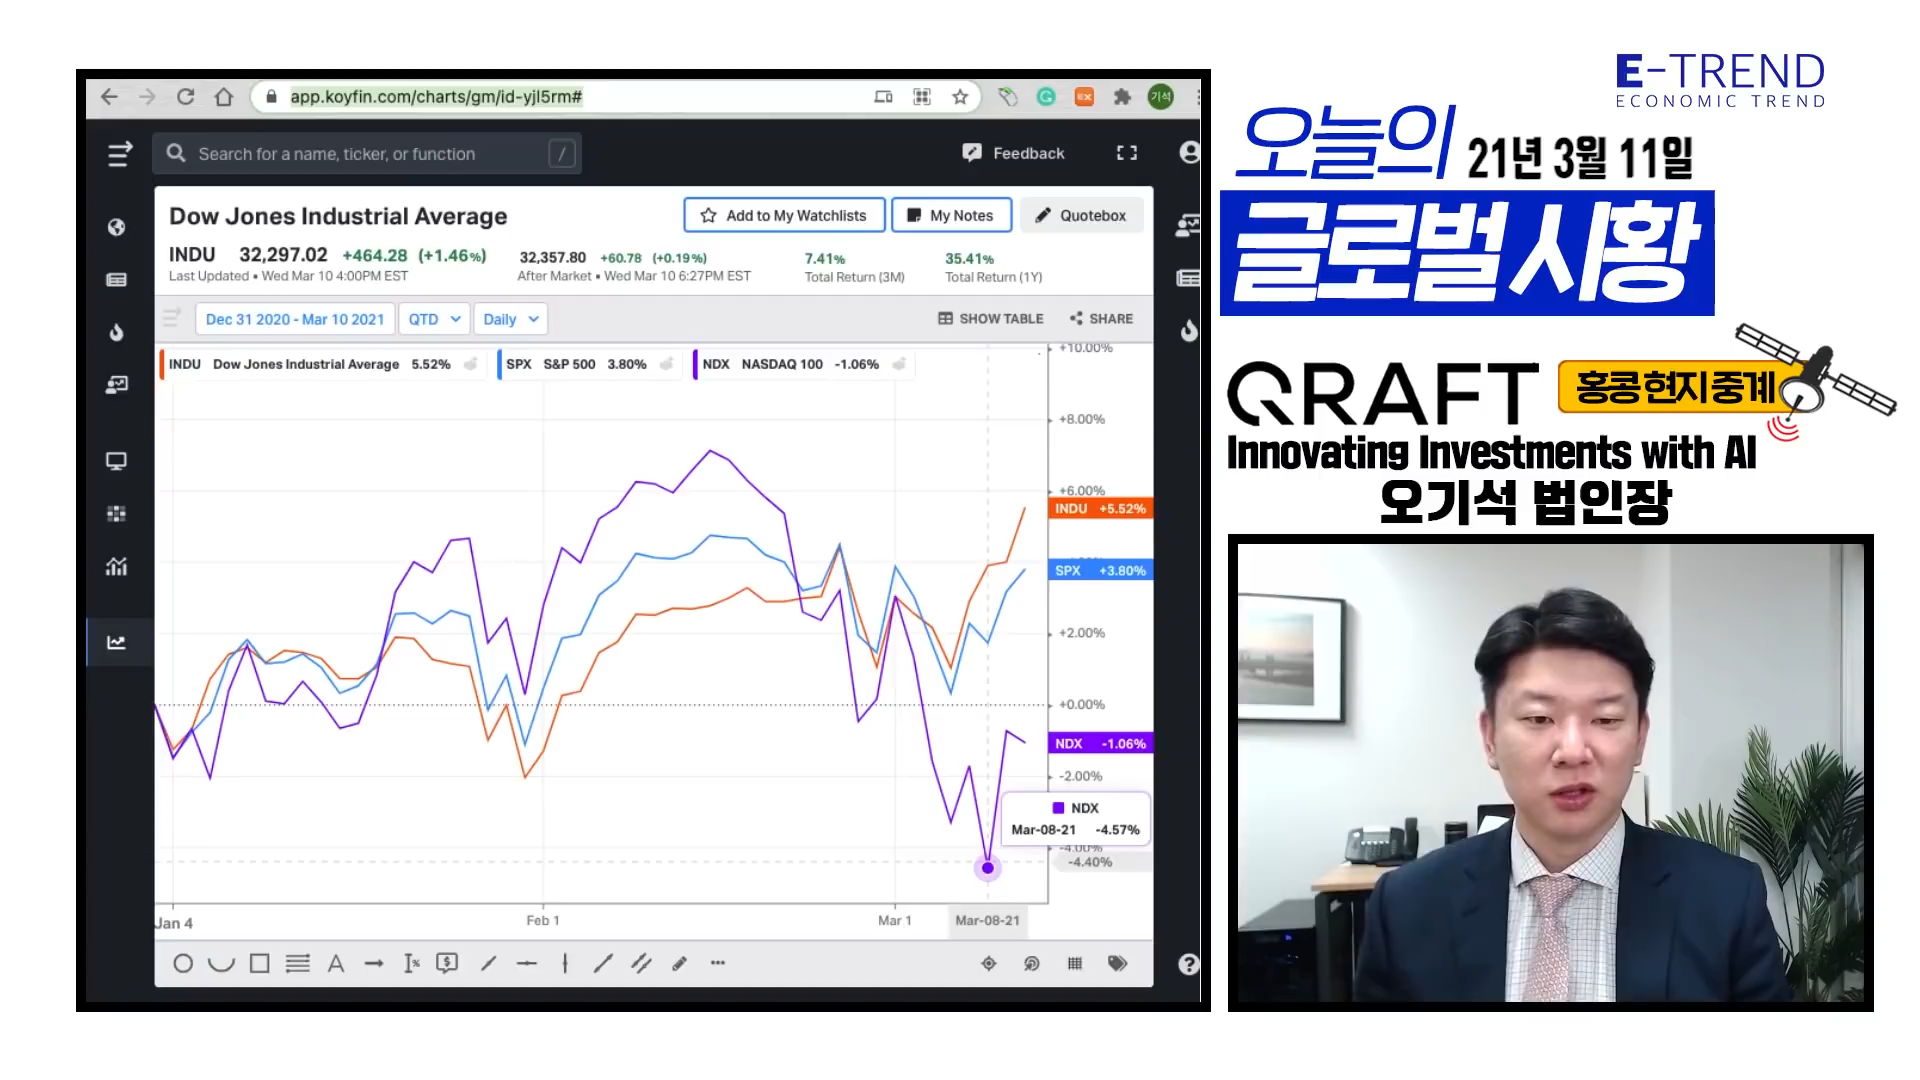 app.koyfin.com/charts/gm/id-yjl5rm#
기석
Search for a name, ticker, or function
/
Feedback
Dow Jones Industrial Average
Add to My Watchlists
My Notes
Quotebox
INDU 32,297.02 +464.28 (+1.46%)
Last Updated • Wed Mar 10 4:00PM EST
32,357.80 +60.78 (+0.19%)
After Market • Wed Mar 10 6:27PM EST
7.41%
Total Return (3M)
35.41%
Total Return (1Y)
Dec 31 2020 - Mar 10 2021
QTD
Daily
SHOW TABLE
SHARE
INDU Dow Jones Industrial Average 5.52%
SPX S&P 500 3.80%
NDX NASDAQ 100 -1.06%
+10.00%
+8.00%
+6.00%
INDU +5.52%
SPX +3.80%
+2.00%
+0.00%
NDX -1.06%
-2.00%
NDX
Mar-08-21 -4.57%
-4.00%
-4.40%
Jan 4
Feb 1
Mar 1
Mar-08-21
E-TREND
ECONOMIC TREND
오늘의 21년 3월 11일
글로벌 시황
QRAFT 홍콩 현지 중계
Innovating Investments with AI
오기석 법인장